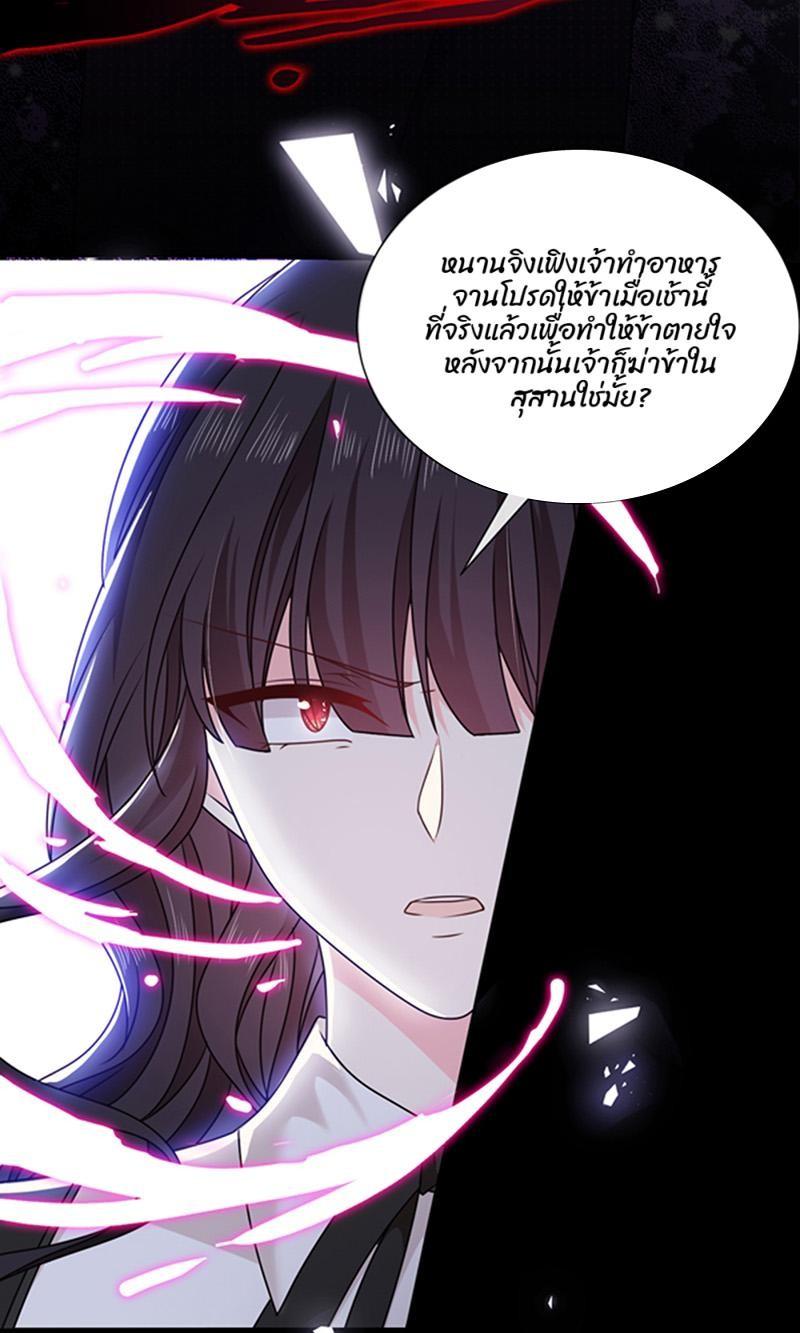 หนานจิงเฟิงเจ้าทำอาหาร
จานโปรดให้ข้าเมื่อเช้านี้
ที่จริงแล้วเพื่อทำให้ข้าตายใจ
หลังจากนั้นเจ้าก็ฆ่าข้าใน
สุสานใช่มั้ย?